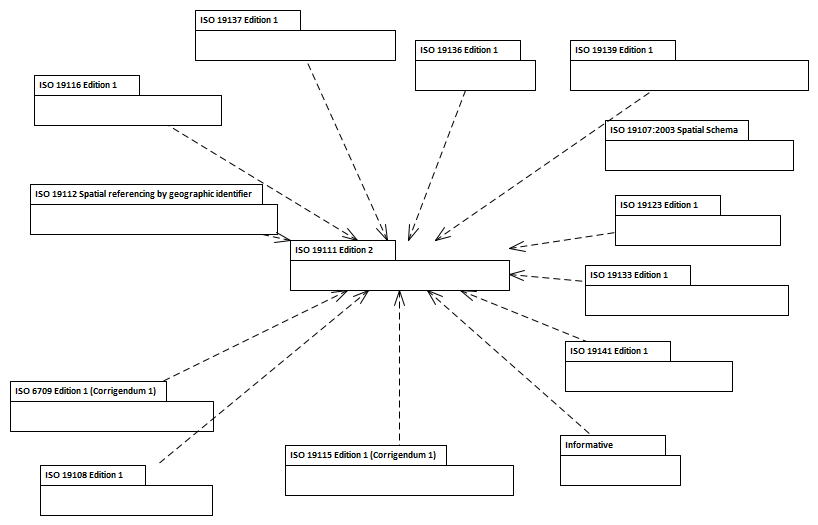 ISO 19137 Edition 1
ISO 19136 Edition 1
ISO 19139 Edition 1
ISO 19116 Edition 1
ISO 19107:2003 Spatial Schema
ISO 19112 Spatial referencing by geographic identifier
ISO 19123 Edition 1
ISO 19111 Edition 2
ISO 19133 Edition 1
ISO 19141 Edition 1
ISO 6709 Edition 1 (Corrigendum 1)
Informative
ISO 19115 Edition 1 (Corrigendum 1)
ISO 19108 Edition 1